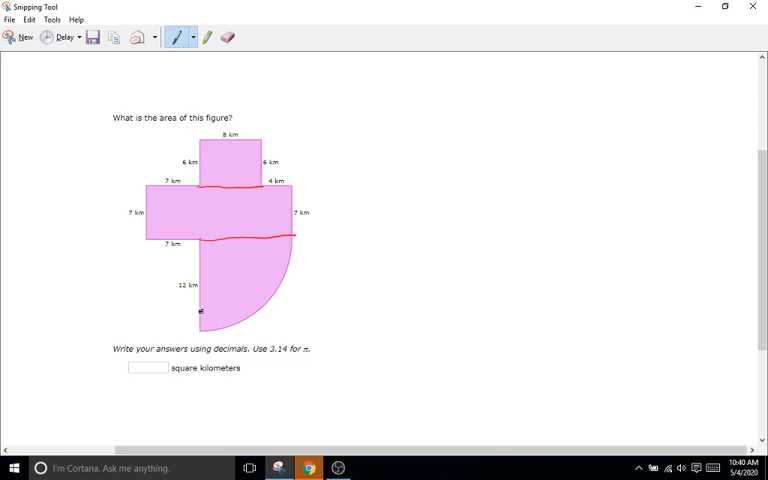 Snipping Tool
File Edit Tools Help
New Delay
What is the area of this figure?
8 km
6 km 6 km
7 km 4 km
7 km 7 km
7 km
12 km
Write your answers using decimals. Use 3.14 for π.
square kilometers
I'm Cortana. Ask me anything.
10:40 AM
5/4/2020